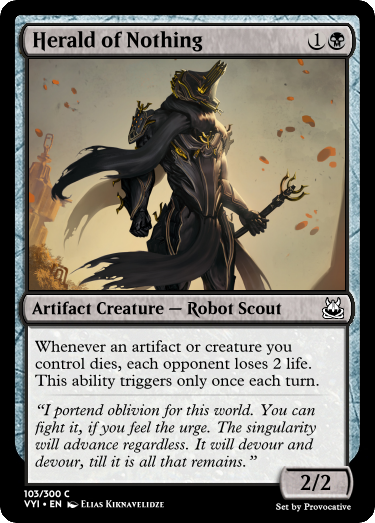 Herald of Nothing 1
Artifact Creature — Robot Scout
Whenever an artifact or creature you
control dies, each opponent loses 2 life.
This ability triggers only once each turn.
“I portend oblivion for this world. You can
fight it, if you feel the urge. The singularity
will advance regardless. It will devour and
devour, till it is all that remains.”
2/2
103/300 C
VYI • EN Elias Kiknavelidze
Set by Provocative